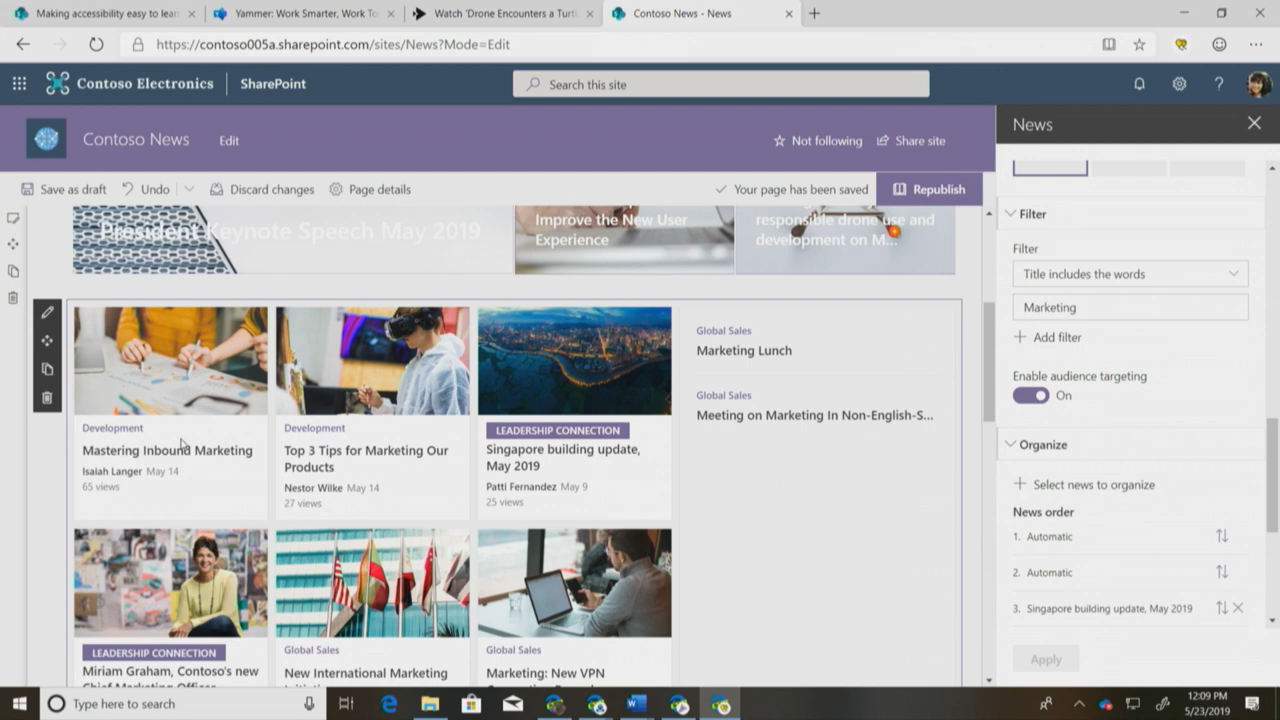 Making accessibility easy to lear
Yammer: Work Smarter, Work To
Watch 'Drone Encounters a Turtl
Contoso News - News
https://contoso005a.sharepoint.com/sites/News?Mode=Edit
Contoso Electronics
SharePoint
Search this site
Contoso News
Edit
Not following
Share site
Save as draft
Undo
Discard changes
Page details
Your page has been saved
Republish
President Keynote Speech May 2019
Improve the New User
Experience
responsible drone use and
development on M...
Development
Mastering Inbound Marketing
Isaiah Langer May 14
65 views
Development
Top 3 Tips for Marketing Our
Products
Nestor Wilke May 14
27 views
LEADERSHIP CONNECTION
Singapore building update,
May 2019
Patti Fernandez May 9
25 views
Global Sales
Marketing Lunch
Global Sales
Meeting on Marketing In Non-English-S...
LEADERSHIP CONNECTION
Miriam Graham, Contoso's new
Chief Marketing Officer
Global Sales
New International Marketing
Global Sales
Marketing: New VPN
News
Filter
Filter
Title includes the words
Marketing
Add filter
Enable audience targeting
On
Organize
Select news to organize
News order
1. Automatic
2. Automatic
3. Singapore building update, May 2019
Apply
Type here to search
12:09 PM
5/23/2019